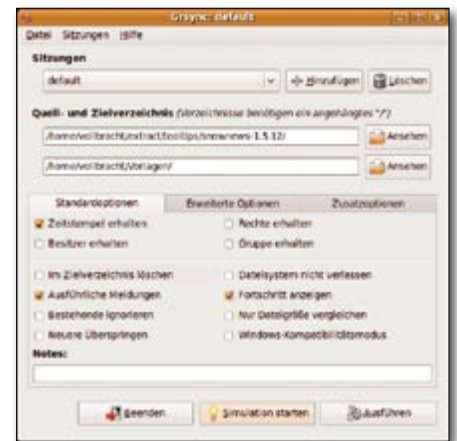 Grsync: default
Datei Sitzungen Hilfe
Sitzungen
default Hinzufügen Löschen
Quell- und Zielverzeichnis (Verzeichnisse benötigen ein angehängtes "/")
/home/vollbracht/extract/tooltips/snownews-1.5.12/ Ansehen
/home/vollbracht/Vorlagen/ Ansehen
Standardoptionen Erweiterte Optionen Zusatzoptionen
Zeitstempel erhalten Rechte erhalten
Besitzer erhalten Gruppe erhalten
Im Zielverzeichnis löschen Dateisystem nicht verlassen
Ausführliche Meldungen Fortschritt anzeigen
Bestehende ignorieren Nur Dateigröße vergleichen
Neuere Überspringen Windows-Kompatibilitätsmodus
Notes:
Beenden Simulation starten Ausführen